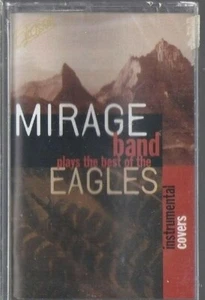 MIRAGE
band
plays the best of the
EAGLES
instrumental
covers